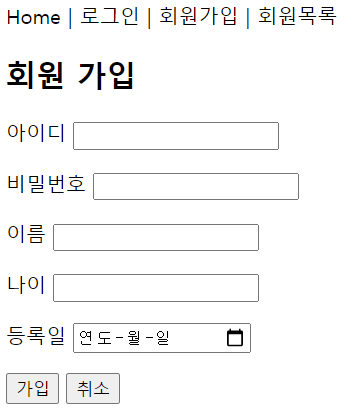 Home | 로그인 | 회원가입 | 회원목록
회원 가입
아이디
비밀번호
이름
나이
등록일 연도-월-일
가입 취소